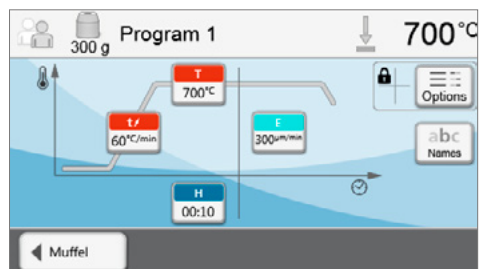 300 g Program 1 700°C
T
700°C
Options
t↗
60°C/min
E
300µm/min
abc
Names
H
00:10
Muffel